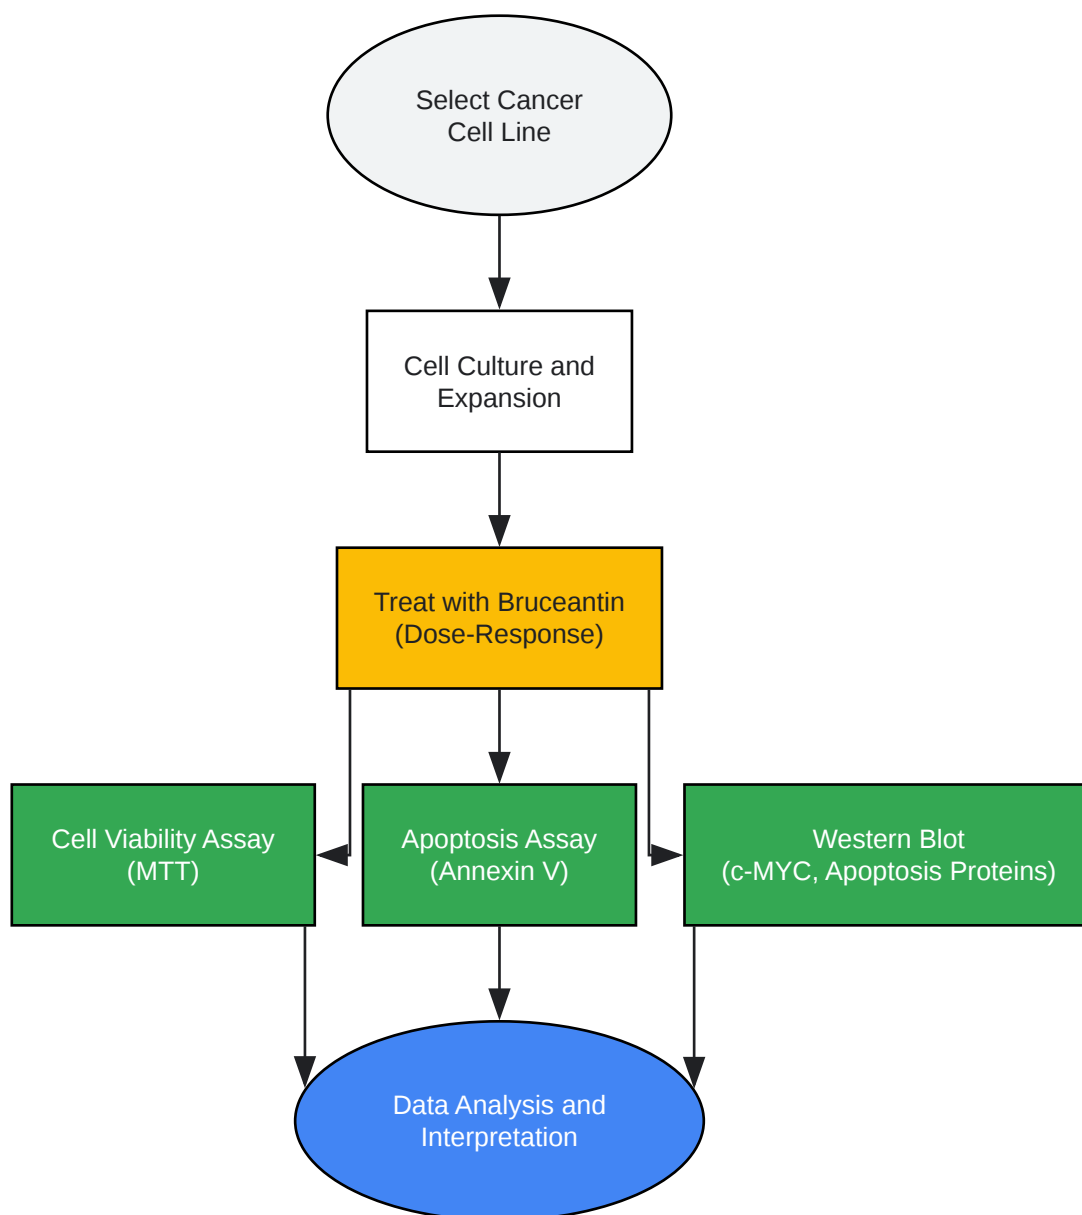 Select Cancer
Cell Line
Cell Culture and
Expansion
Treat with Bruceantin
(Dose-Response)
Cell Viability Assay
(MTT)
Apoptosis Assay
(Annexin V)
Western Blot
(c-MYC, Apoptosis Proteins)
Data Analysis and
Interpretation